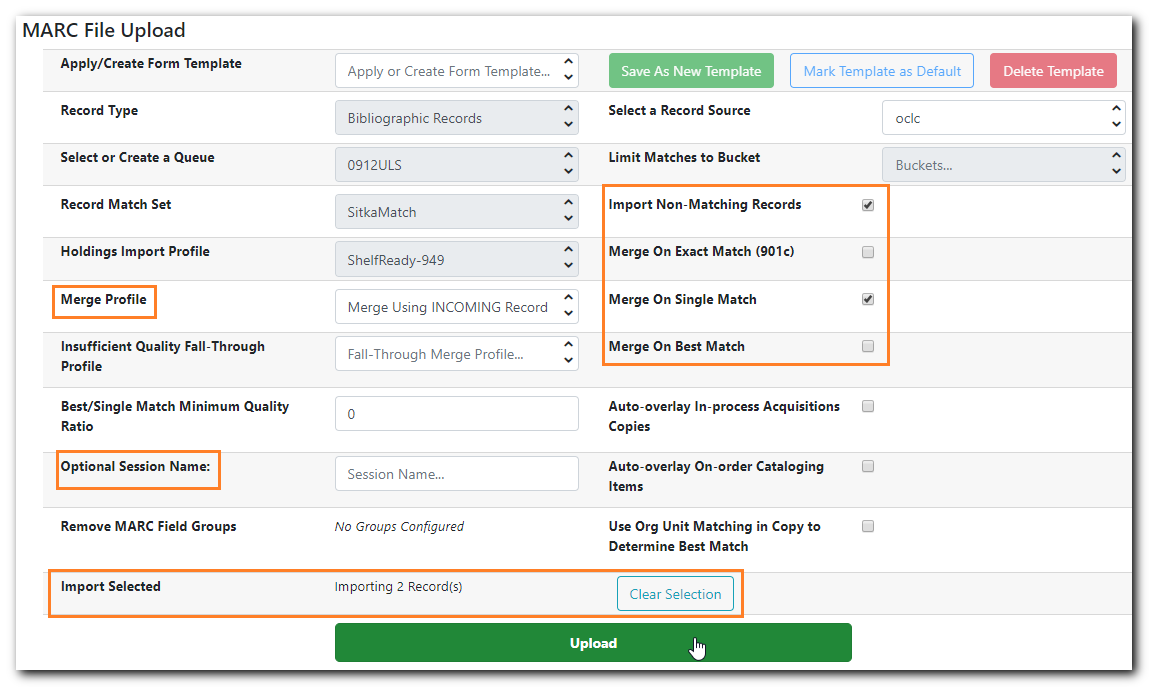 MARC File Upload
Apply/Create Form Template
Apply or Create Form Template...
Save As New Template
Mark Template as Default
Delete Template
Record Type
Bibliographic Records
Select a Record Source
oclc
Select or Create a Queue
0912ULS
Limit Matches to Bucket
Buckets...
Record Match Set
SitkaMatch
Import Non-Matching Records
Holdings Import Profile
ShelfReady-949
Merge On Exact Match (901c)
Merge Profile
Merge Using INCOMING Record
Merge On Single Match
Insufficient Quality Fall-Through
Profile
Fall-Through Merge Profile...
Merge On Best Match
Best/Single Match Minimum Quality
Ratio
0
Auto-overlay In-process Acquisitions
Copies
Optional Session Name:
Session Name...
Auto-overlay On-order Cataloging
Items
Remove MARC Field Groups
No Groups Configured
Use Org Unit Matching in Copy to
Determine Best Match
Import Selected
Importing 2 Record(s)
Clear Selection
Upload